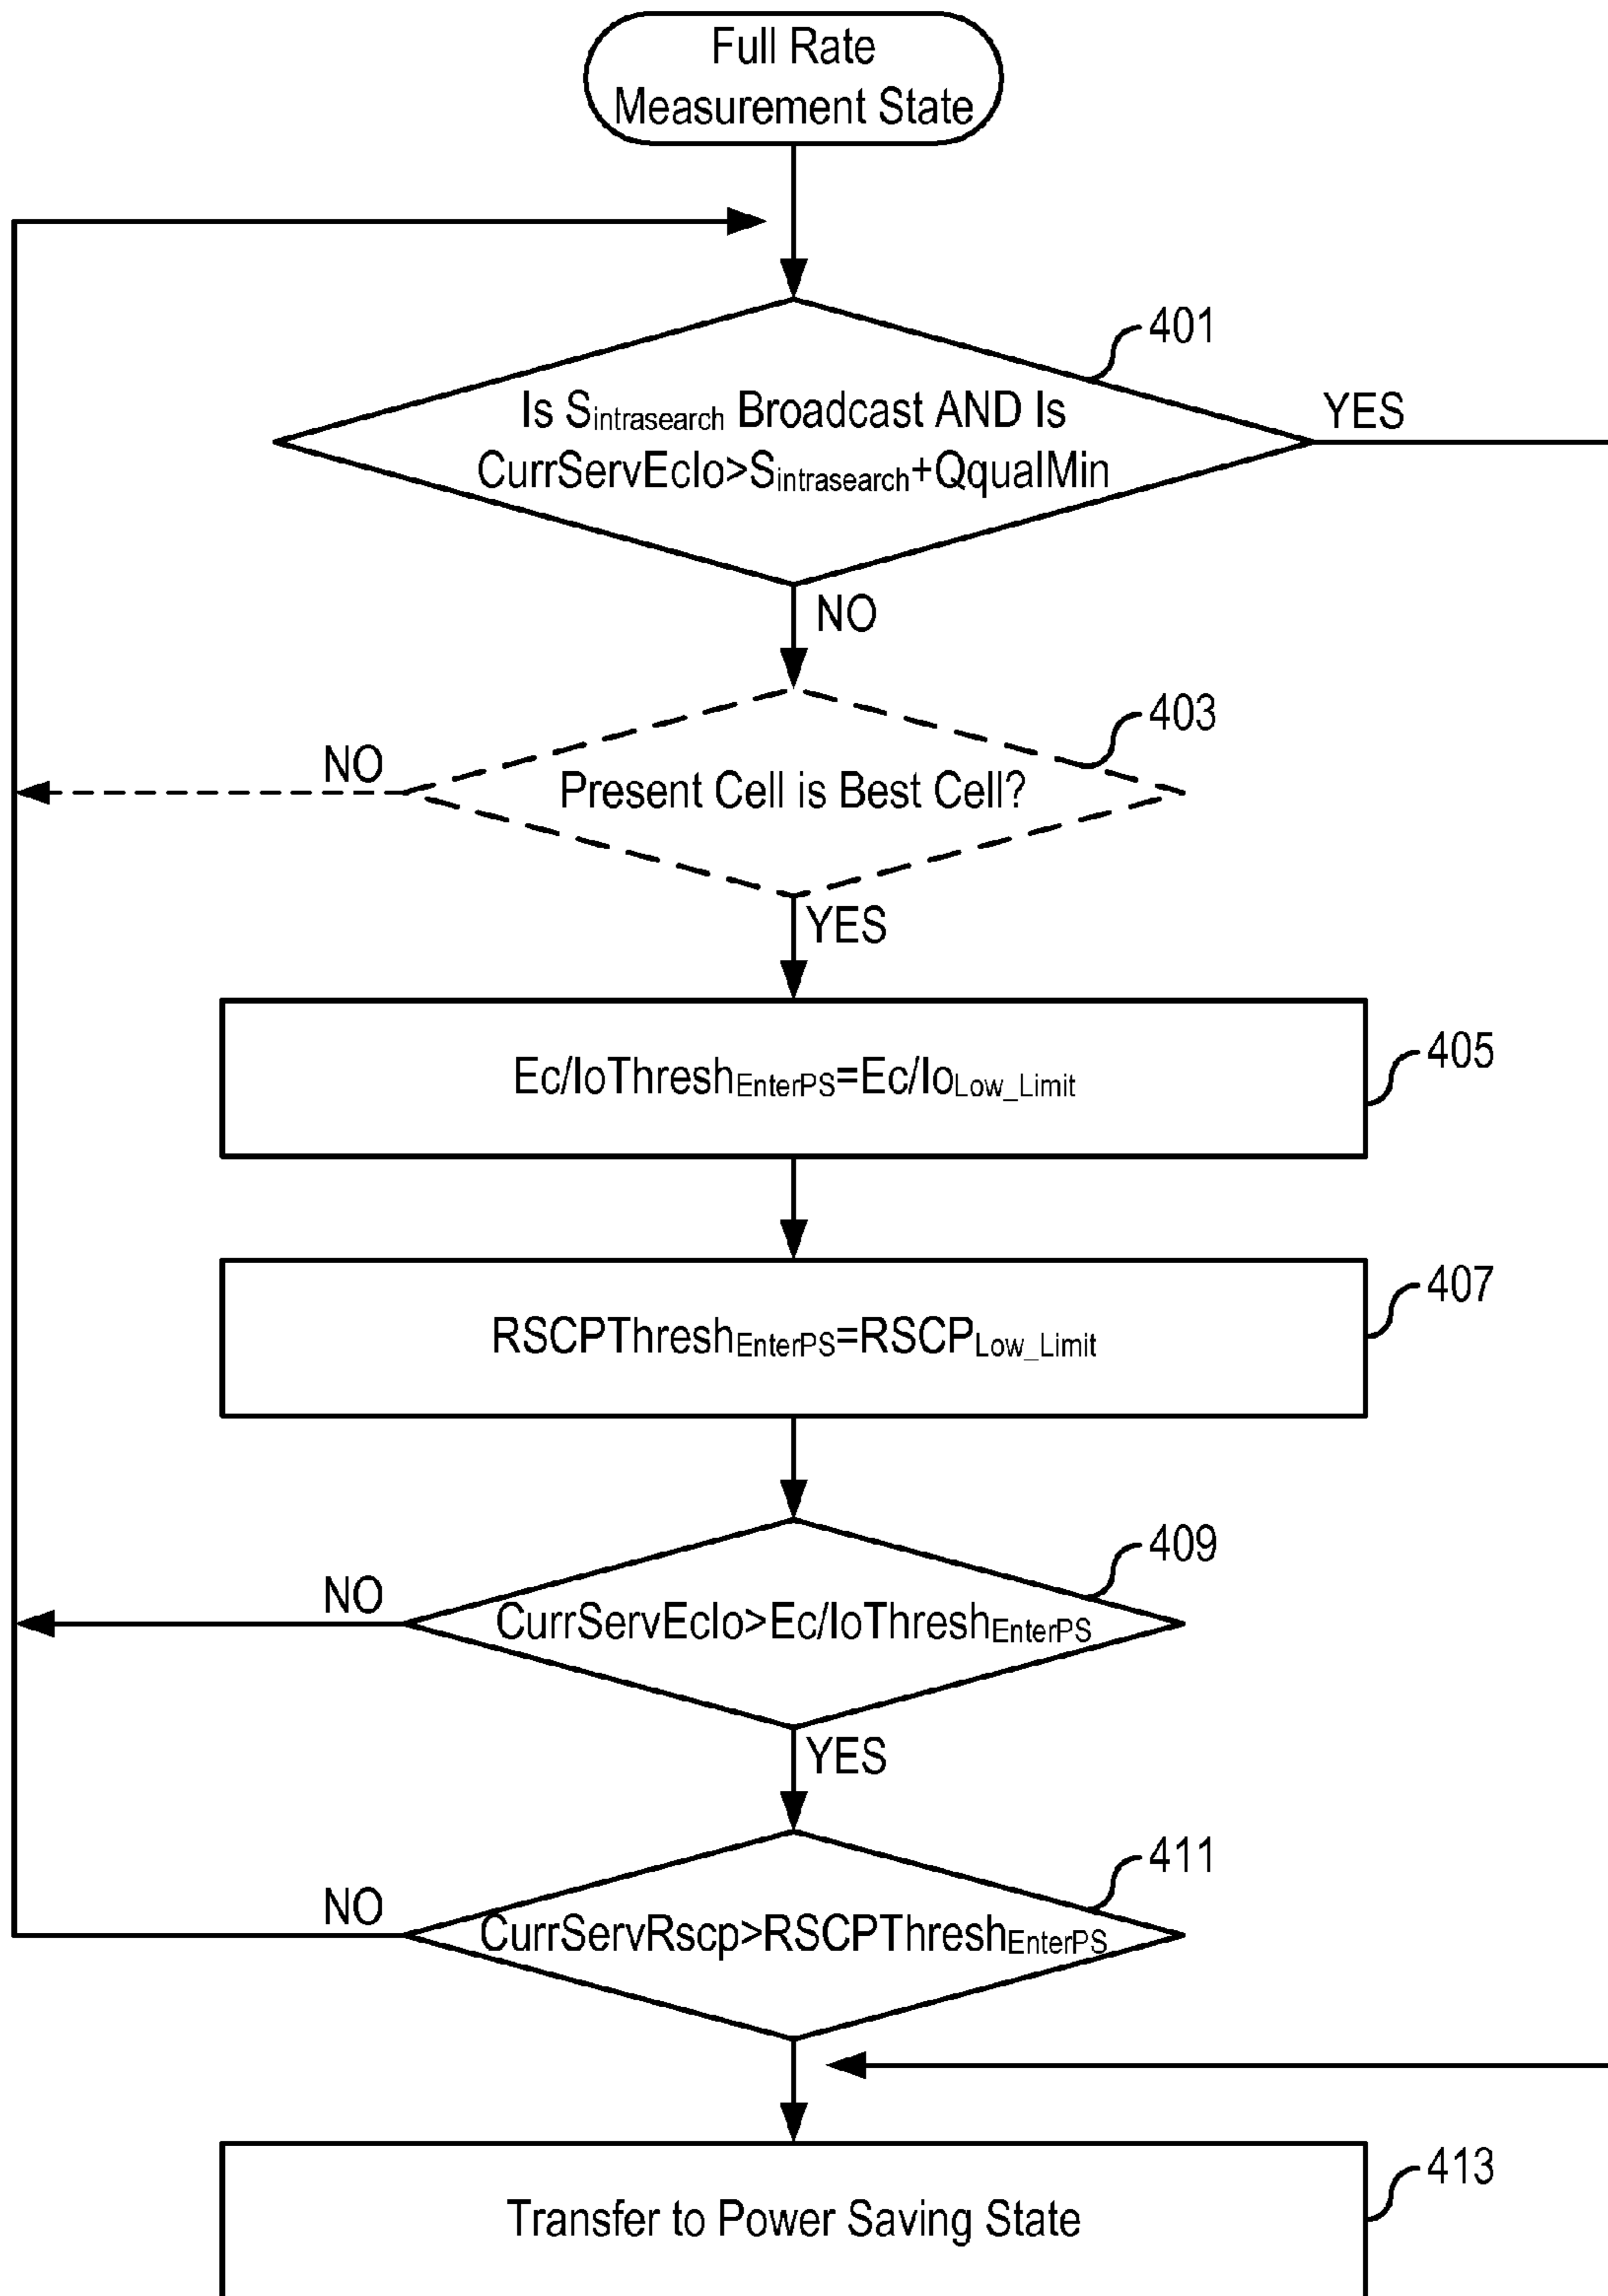 Full Rate
Measurement State
401
Is Sintrasearch Broadcast AND Is
CurrServEcIo>Sintrasearch+QqualMin
YES
NO
403
Present Cell is Best Cell?
NO
YES
Ec/IoThreshEnterPS=Ec/IoLow_Limit
405
RSCPThreshEnterPS=RSCPLow_Limit
407
409
NO
CurrServEcIo>Ec/IoThreshEnterPS
YES
411
NO
CurrServRscp>RSCPThreshEnterPS
Transfer to Power Saving State
413